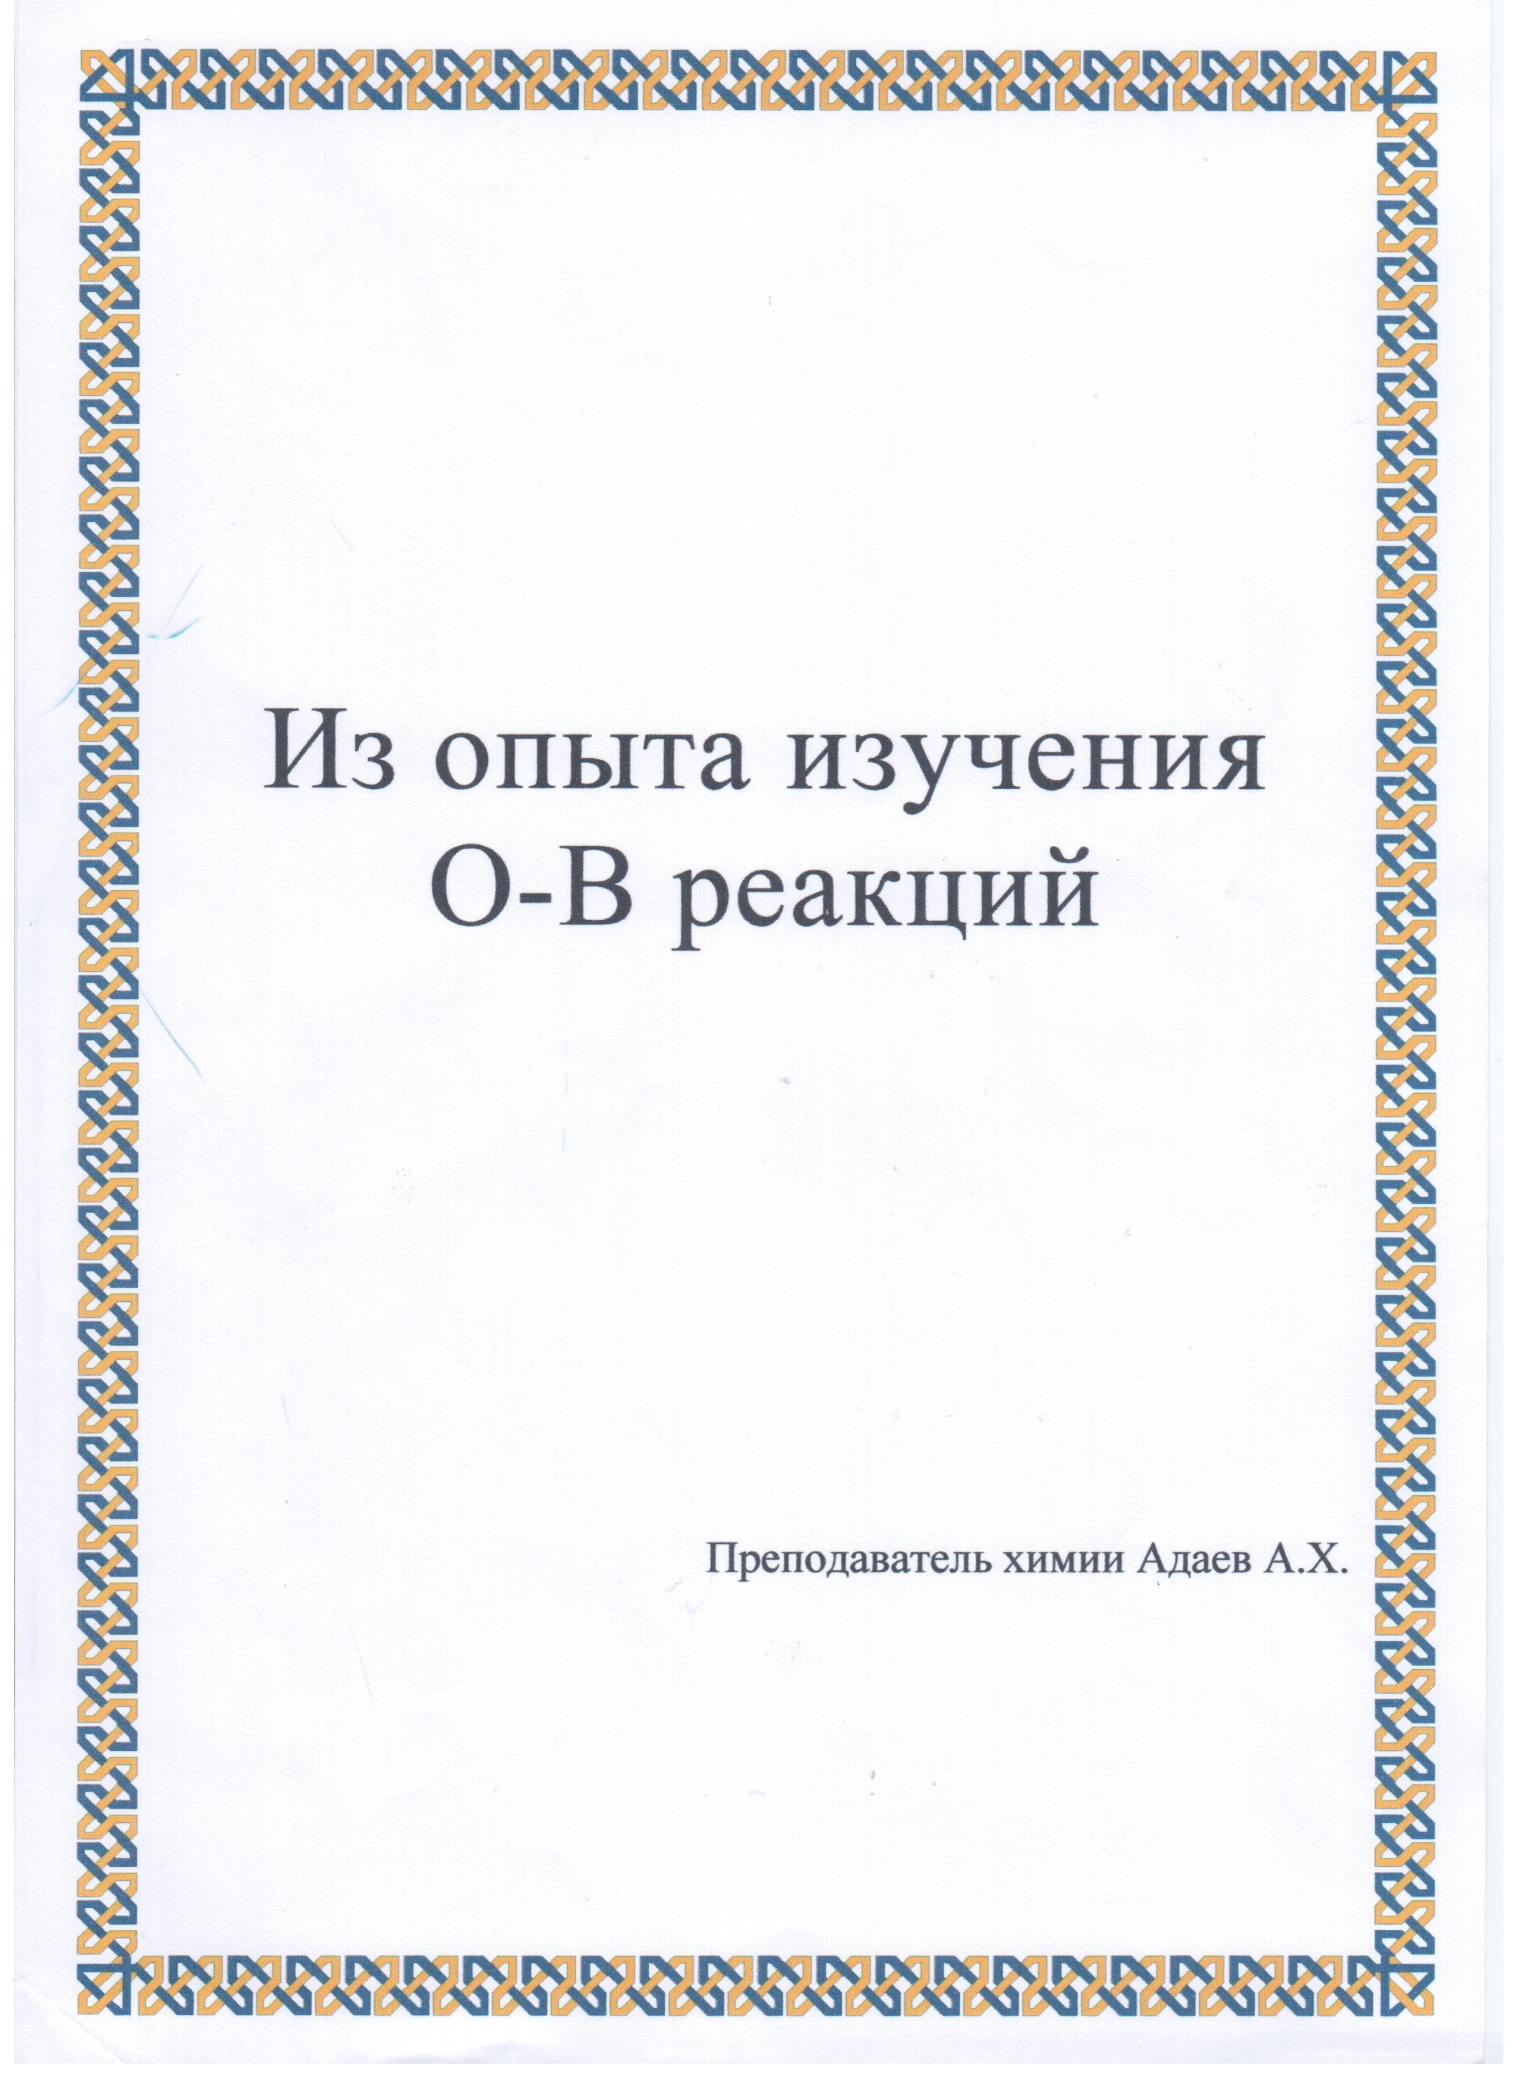 Из опыта изучения
О-В реакций
Преподаватель химии Адаев А.Х.